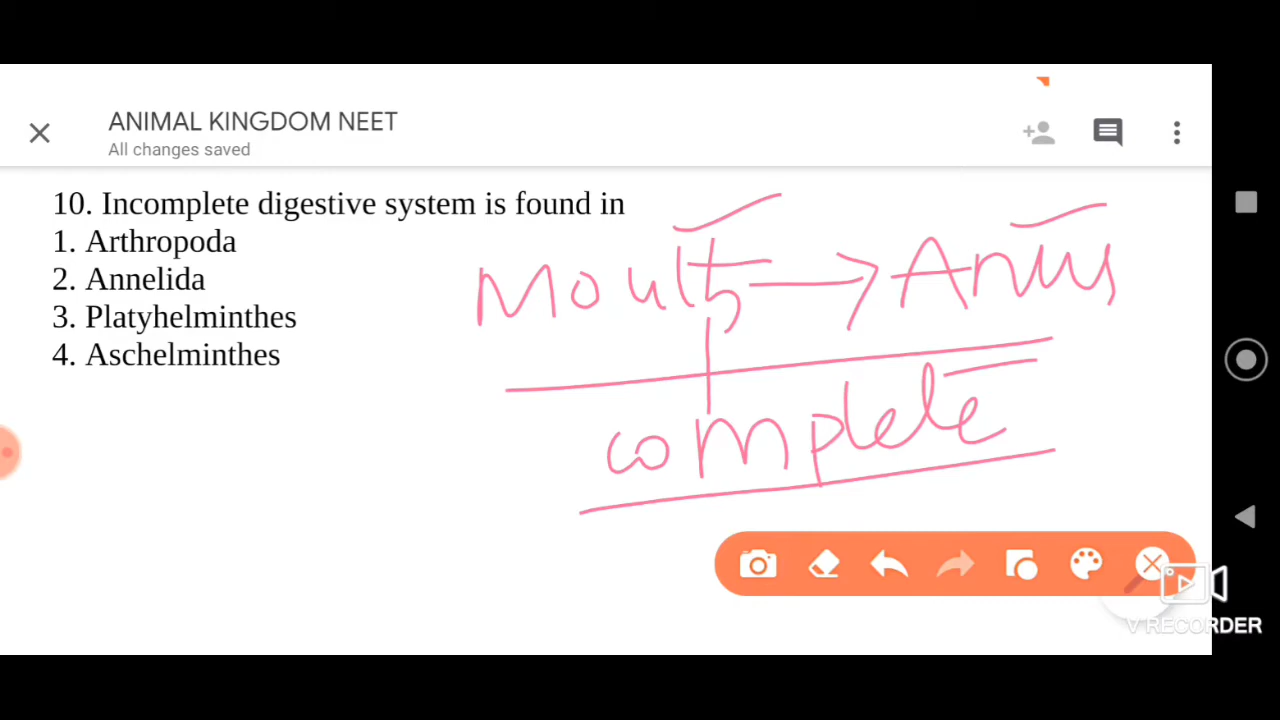 ANIMAL KINGDOM NEET
All changes saved
10. Incomplete digestive system is found in
1. Arthropoda
2. Annelida
3. Platyhelminthes
4. Aschelminthes
Mouth → Anus
complete
V RECORDER